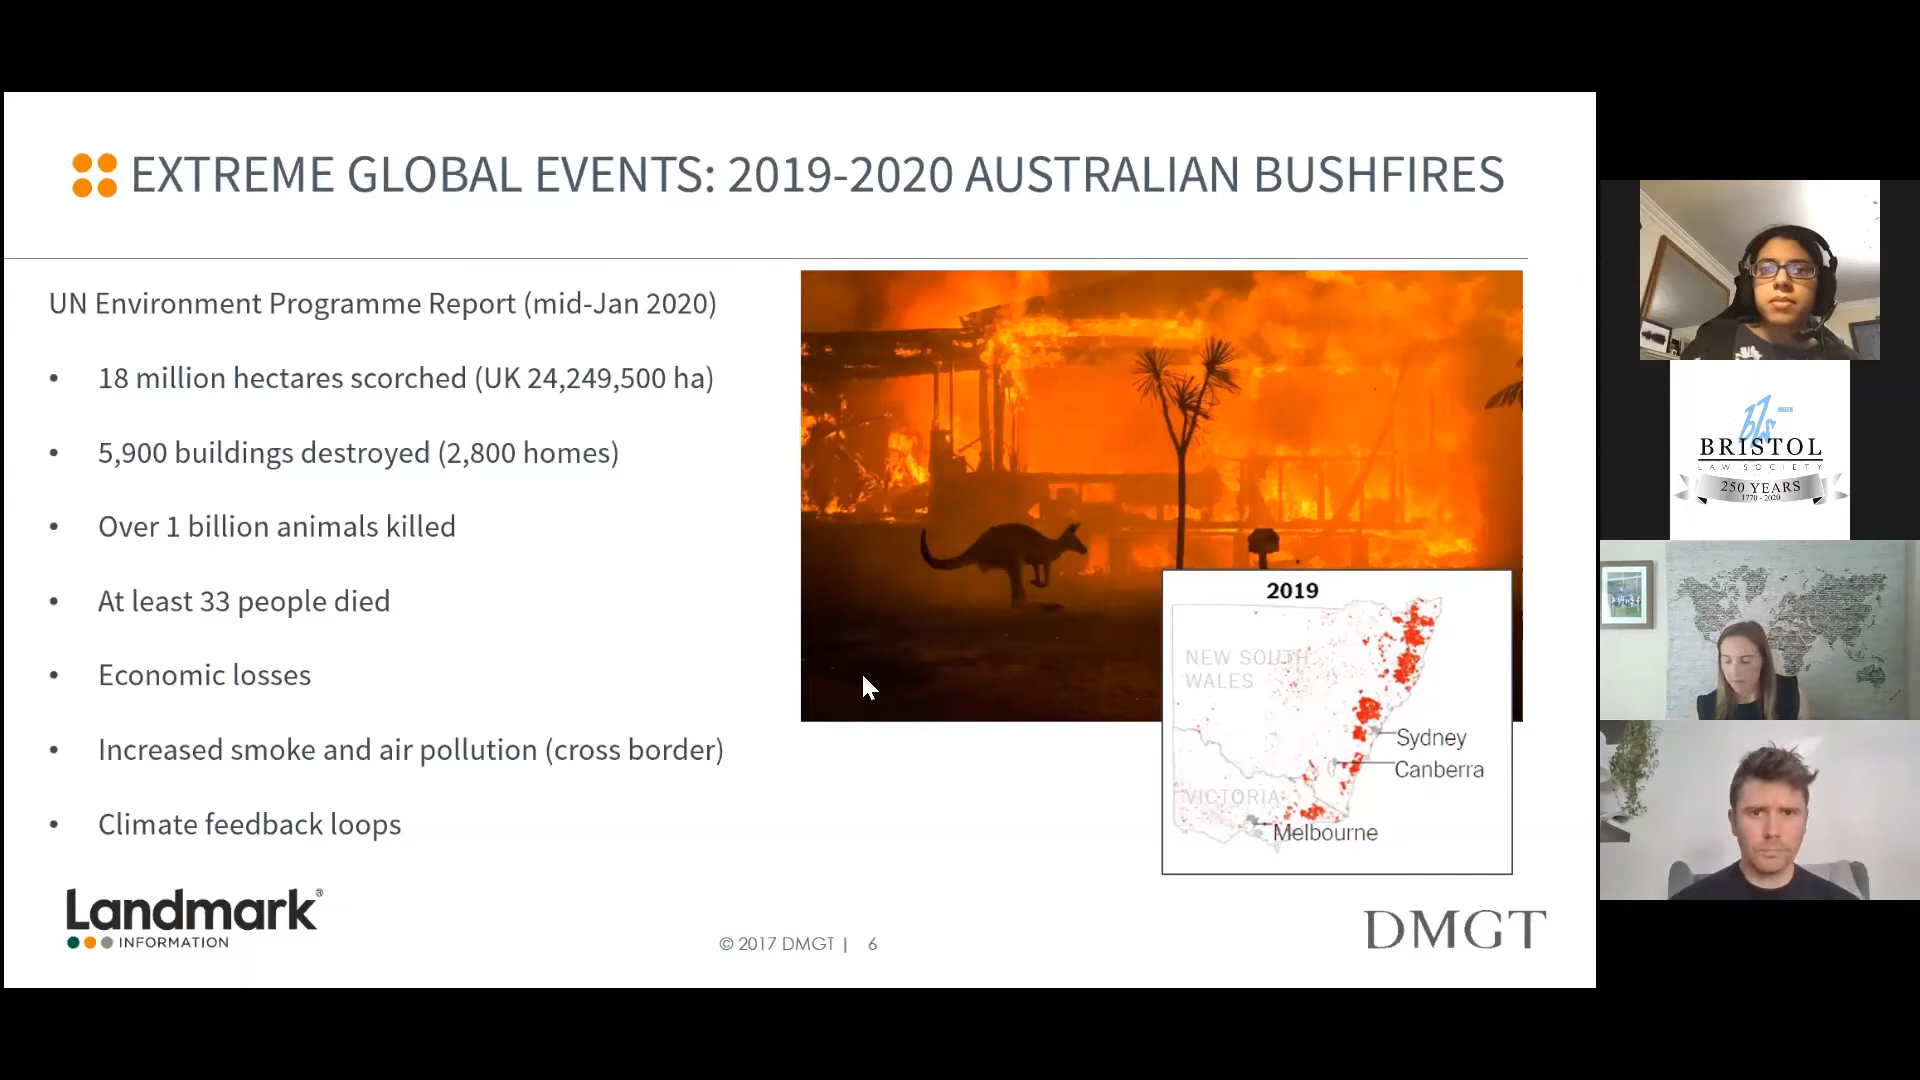 EXTREME GLOBAL EVENTS: 2019-2020 AUSTRALIAN BUSHFIRES
UN Environment Programme Report (mid-Jan 2020)
• 18 million hectares scorched (UK 24,249,500 ha)
• 5,900 buildings destroyed (2,800 homes)
• Over 1 billion animals killed
• At least 33 people died
• Economic losses
• Increased smoke and air pollution (cross border)
• Climate feedback loops
2019
NEW SOUTH
WALES
Sydney
Canberra
VICTORIA
Melbourne
Landmark®
INFORMATION
© 2017 DMGT | 6
DMGT
bls
BRISTOL
LAW SOCIETY
250 YEARS
1770 - 2020